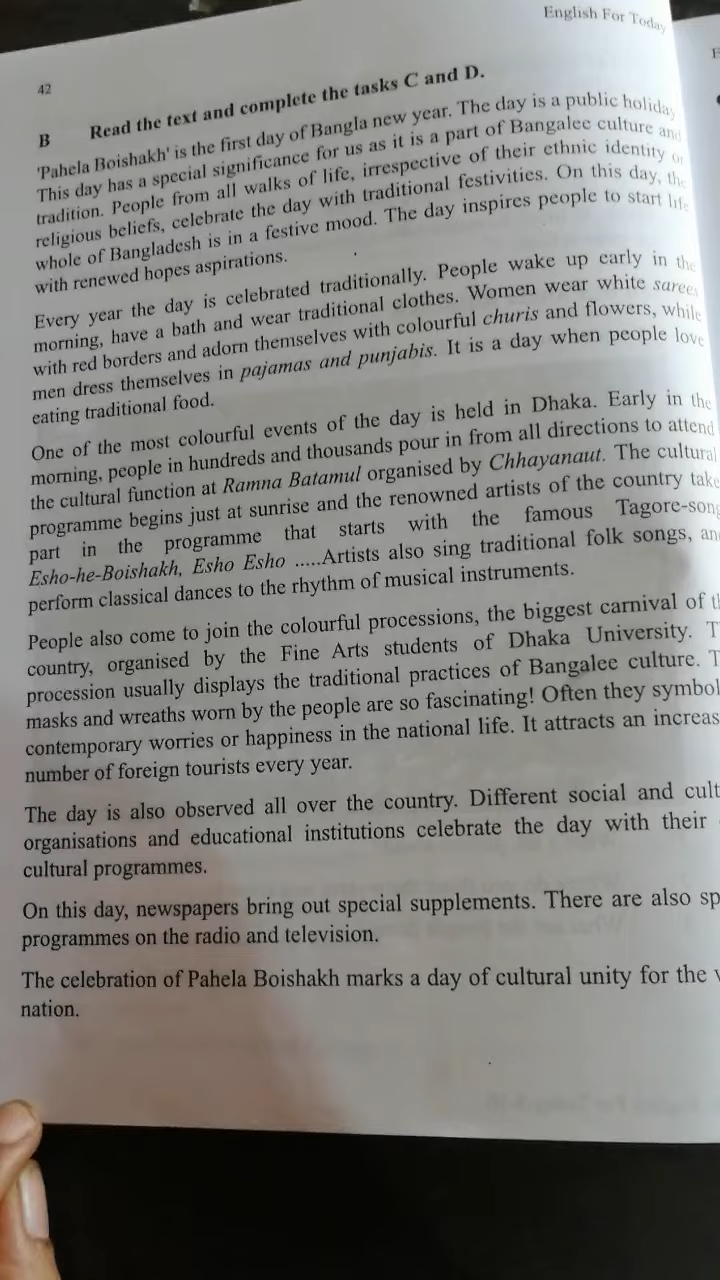 English For Today
42
B Read the text and complete the tasks C and D.
'Pahela Boishakh' is the first day of Bangla new year. The day is a public holiday
This day has a special significance for us as it is a part of Bangalee culture and
tradition. People from all walks of life, irrespective of their ethnic identity or
religious beliefs, celebrate the day with traditional festivities. On this day, the
whole of Bangladesh is in a festive mood. The day inspires people to start life
with renewed hopes aspirations.
Every year the day is celebrated traditionally. People wake up early in the
morning, have a bath and wear traditional clothes. Women wear white sarees
with red borders and adorn themselves with colourful churis and flowers, while
men dress themselves in pajamas and punjabis. It is a day when people love
eating traditional food.
One of the most colourful events of the day is held in Dhaka. Early in the
morning, people in hundreds and thousands pour in from all directions to attend
the cultural function at Ramna Batamul organised by Chhayanaut. The cultural
programme begins just at sunrise and the renowned artists of the country take
part in the programme that starts with the famous Tagore-song
Esho-he-Boishakh, Esho Esho .....Artists also sing traditional folk songs, and
perform classical dances to the rhythm of musical instruments.
People also come to join the colourful processions, the biggest carnival of
country, organised by the Fine Arts students of Dhaka University.
procession usually displays the traditional practices of Bangalee culture.
masks and wreaths worn by the people are so fascinating! Often they symbol
contemporary worries or happiness in the national life. It attracts an increas
number of foreign tourists every year.
The day is also observed all over the country. Different social and cult
organisations and educational institutions celebrate the day with their
cultural programmes.
On this day, newspapers bring out special supplements. There are also sp
programmes on the radio and television.
The celebration of Pahela Boishakh marks a day of cultural unity for the
nation.